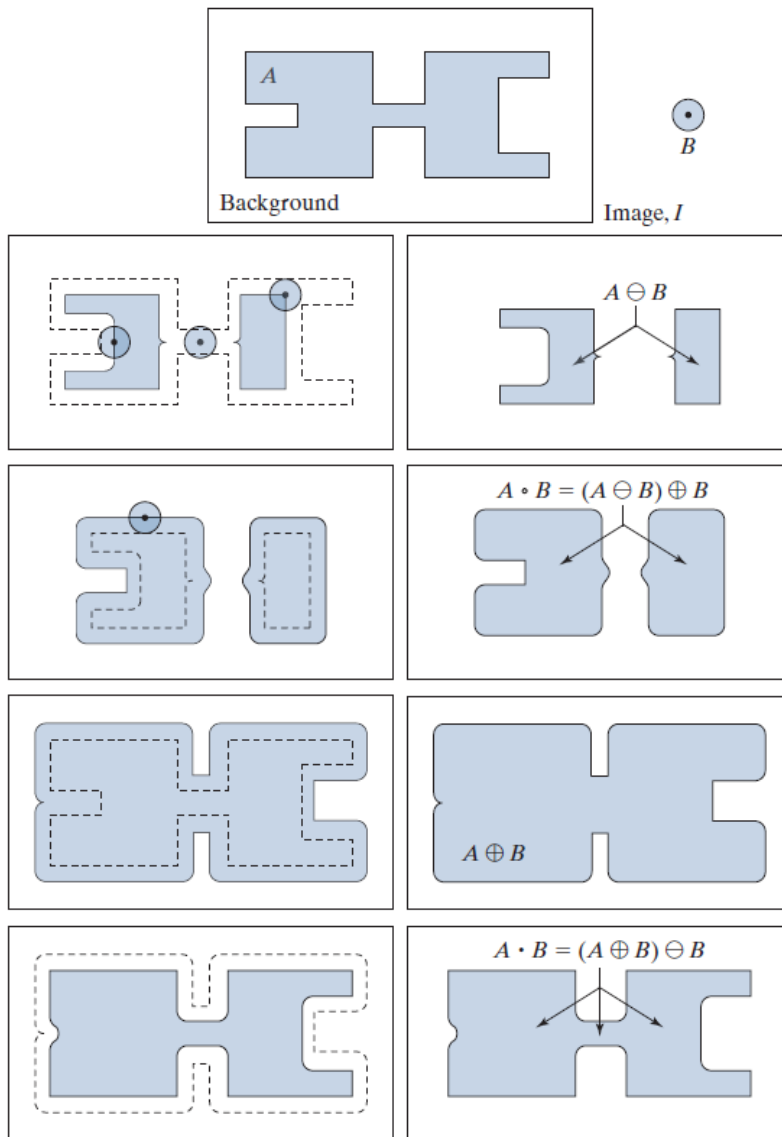 A
B
Background
Image, I
A ⊖ B
A ∘ B = (A ⊖ B) ⊕ B
A ⊕ B
A • B = (A ⊕ B) ⊖ B